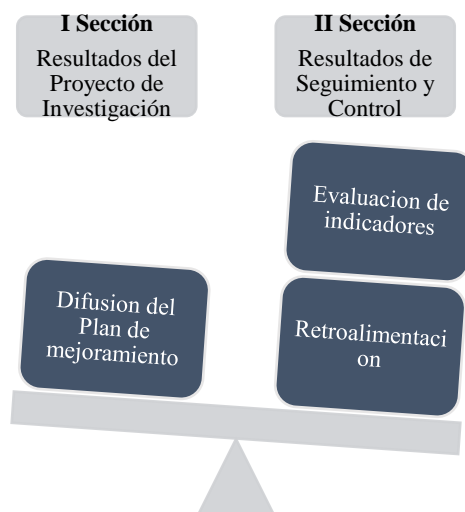 I Sección
Resultados del
Proyecto de
Investigación
II Sección
Resultados de
Seguimiento y
Control
Evaluacion de
indicadores
Difusion del
Plan de
mejoramiento
Retroalimentaci
on